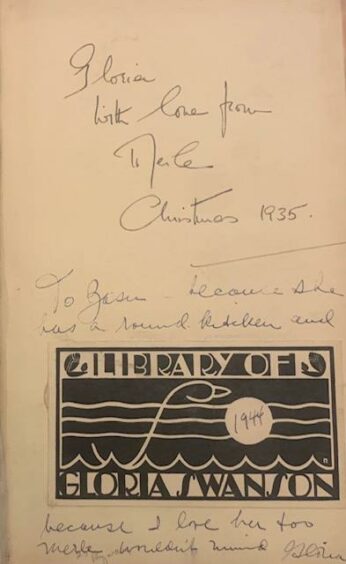 Gloria
with love from
Merle
Christmas 1935.
To — because she
has a round kitchen and
LIBRARY OF
1944
GLORIA SWANSON
because I love her too
Merle wouldn't mind Gloria